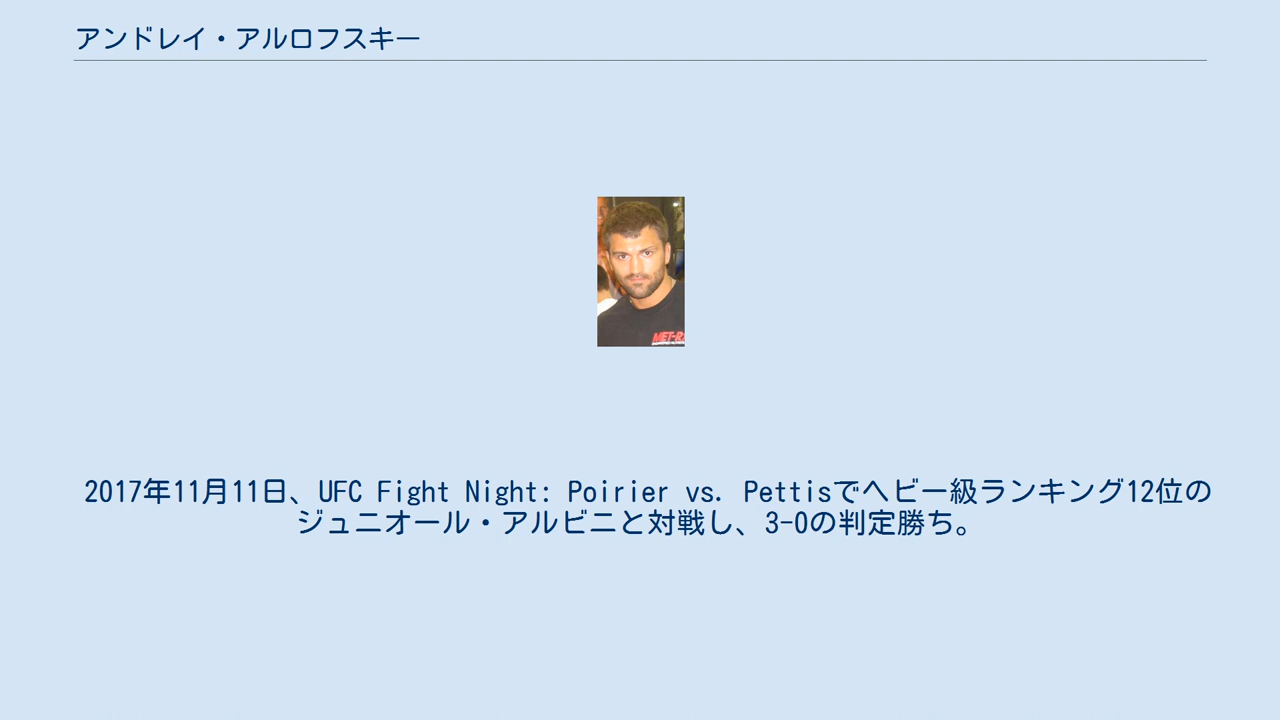 アンドレイ・アルロフスキー
2017年11月11日、UFC Fight Night: Poirier vs. Pettisでヘビー級ランキング12位の
ジュニオール・アルビニと対戦し、3-0の判定勝ち。